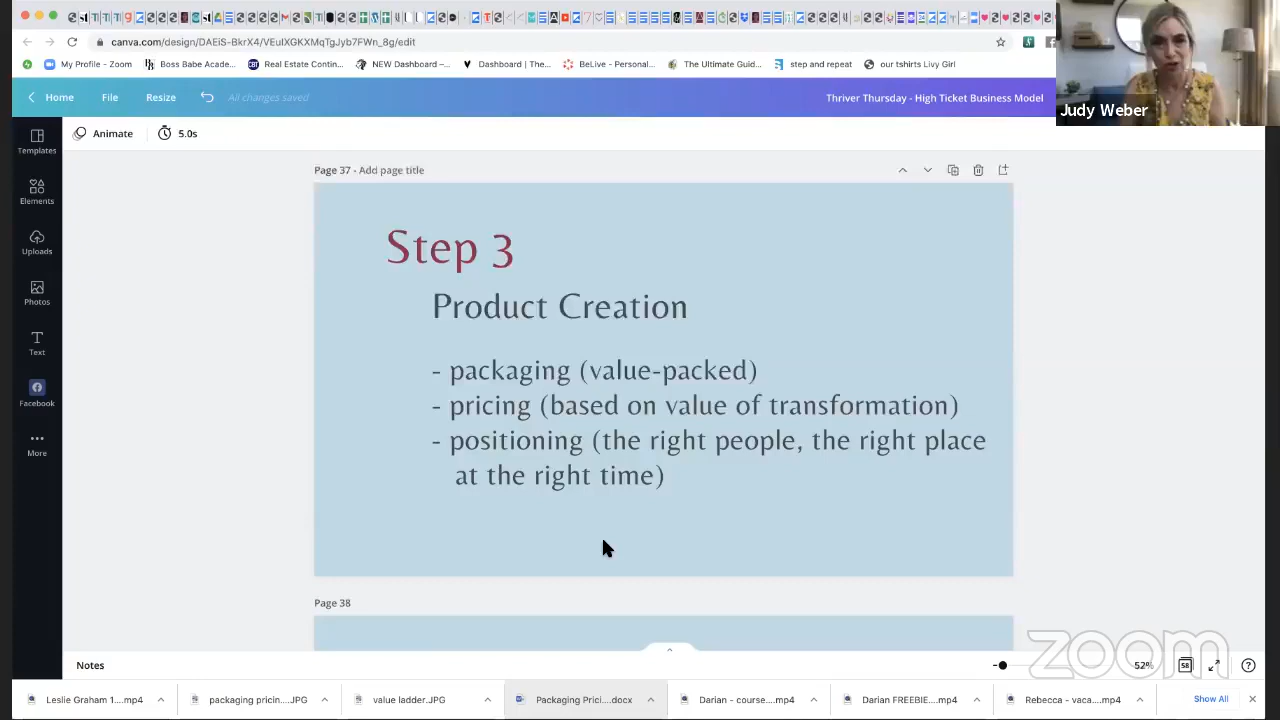 canva.com/design/DAEiS-BkrX4/VEuIXGKXMqTgJyb7FWn_8g/edit
My Profile - Zoom
Boss Babe Acade...
Real Estate Contin...
NEW Dashboard –...
Dashboard | The...
BeLive - Personal...
The Ultimate Guid...
step and repeat
our tshirts Livy Girl
Judy Weber
Home
File
Resize
All changes saved
Thriver Thursday - High Ticket Business Model
Templates
Elements
Uploads
Photos
Text
Facebook
More
Animate
5.0s
Page 37 - Add page title
Step 3
Product Creation
- packaging (value-packed)
- pricing (based on value of transformation)
- positioning (the right people, the right place
at the right time)
Page 38
Notes
52%
58
zoom
Leslie Graham 1....mp4
packaging pricin....JPG
value ladder.JPG
Packaging Prici....docx
Darian - course....mp4
Darian FREEBIE....mp4
Rebecca - vaca....mp4
Show All